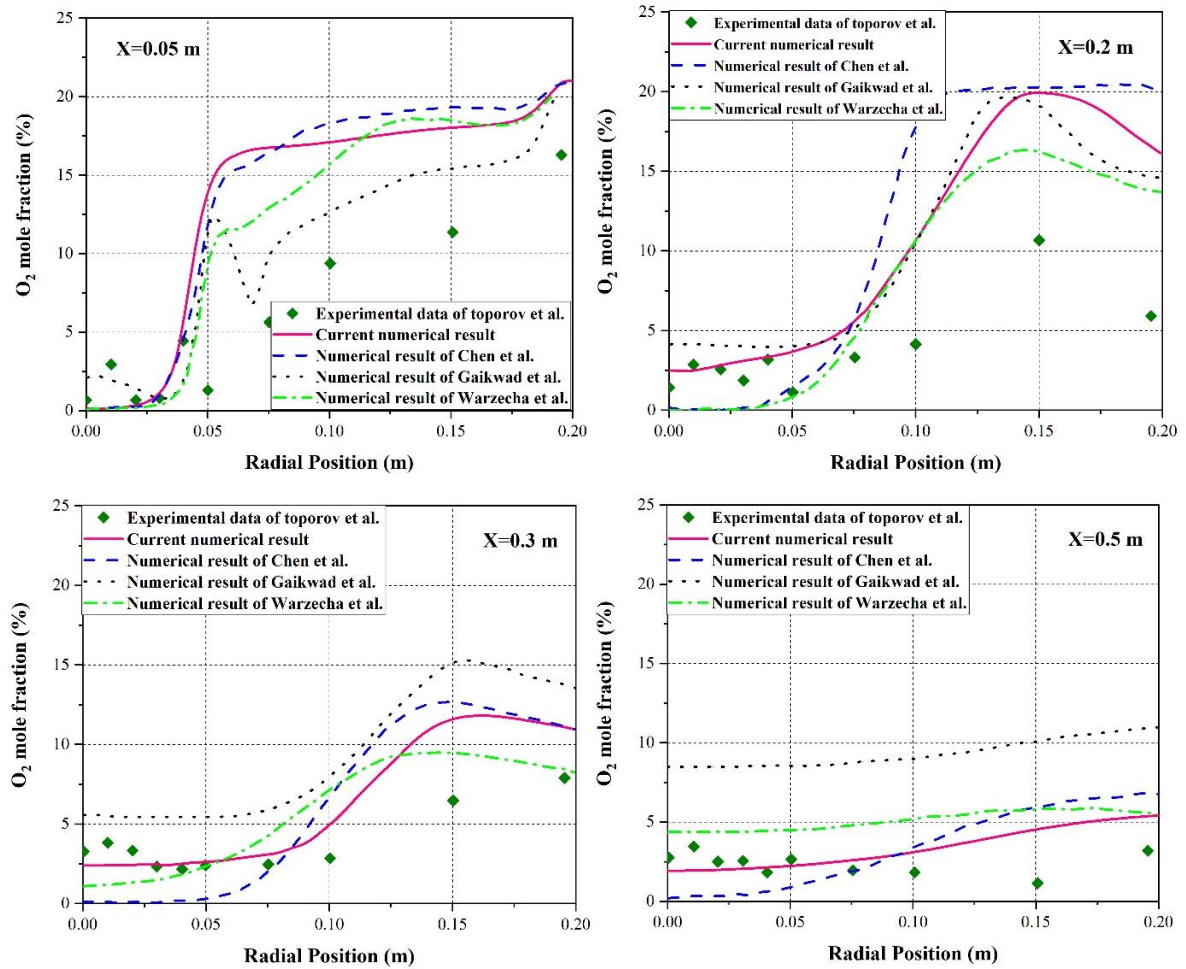 25
20
15
10
5
0
O2 mole fraction (%)
X=0.05 m
Experimental data of toporov et al.
Current numerical result
Numerical result of Chen et al.
Numerical result of Gaikwad et al.
Numerical result of Warzecha et al.
0.00 0.05 0.10 0.15 0.20
Radial Position (m)
25
20
15
10
5
0
O2 mole fraction (%)
Experimental data of toporov et al.
Current numerical result
Numerical result of Chen et al.
Numerical result of Gaikwad et al.
Numerical result of Warzecha et al.
X=0.2 m
0.00 0.05 0.10 0.15 0.20
Radial Position (m)
25
20
15
10
5
0
O2 mole fraction (%)
Experimental data of toporov et al.
Current numerical result
Numerical result of Chen et al.
Numerical result of Gaikwad et al.
Numerical result of Warzecha et al.
X=0.3 m
0.00 0.05 0.10 0.15 0.20
Radial Position (m)
25
20
15
10
5
0
O2 mole fraction (%)
Experimental data of toporov et al.
Current numerical result
Numerical result of Chen et al.
Numerical result of Gaikwad et al.
Numerical result of Warzecha et al.
X=0.5 m
0.00 0.05 0.10 0.15 0.20
Radial Position (m)